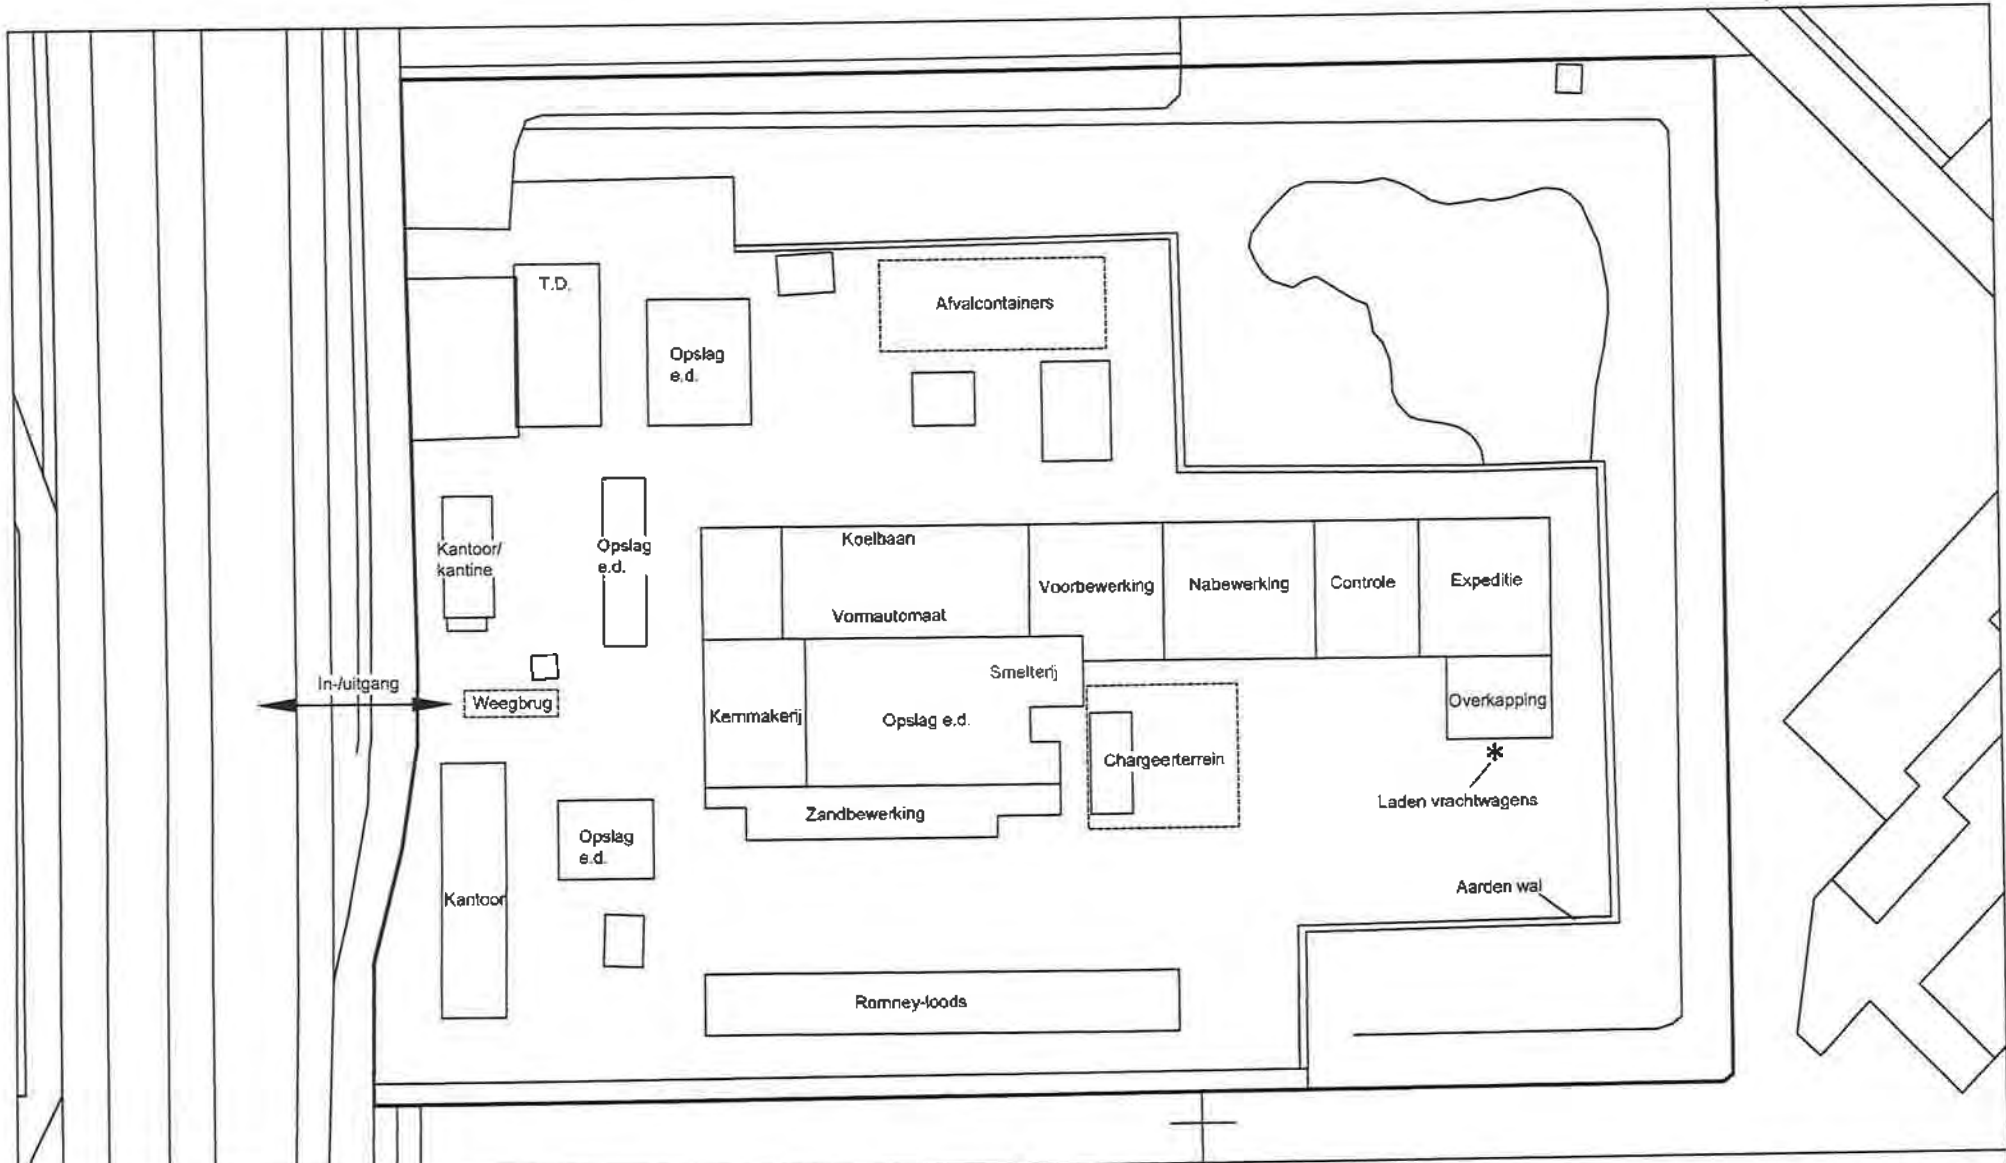 T.D.
Afvalcontainers
Opslag
e.d.
Koelbaan
Kantoor/
kantine
Opslag
e.d.
Voorbewerking
Nabewerking
Controle
Expeditie
Vormautomaat
Smelterij
In-/uitgang
Weegbrug
Kernmakerij
Opslag e.d.
Overkapping
Chargeerterrein
Laden vrachtwagens
Zandbewerking
Opslag
e.d.
Aarden wal
Kantoor
Romney-loods